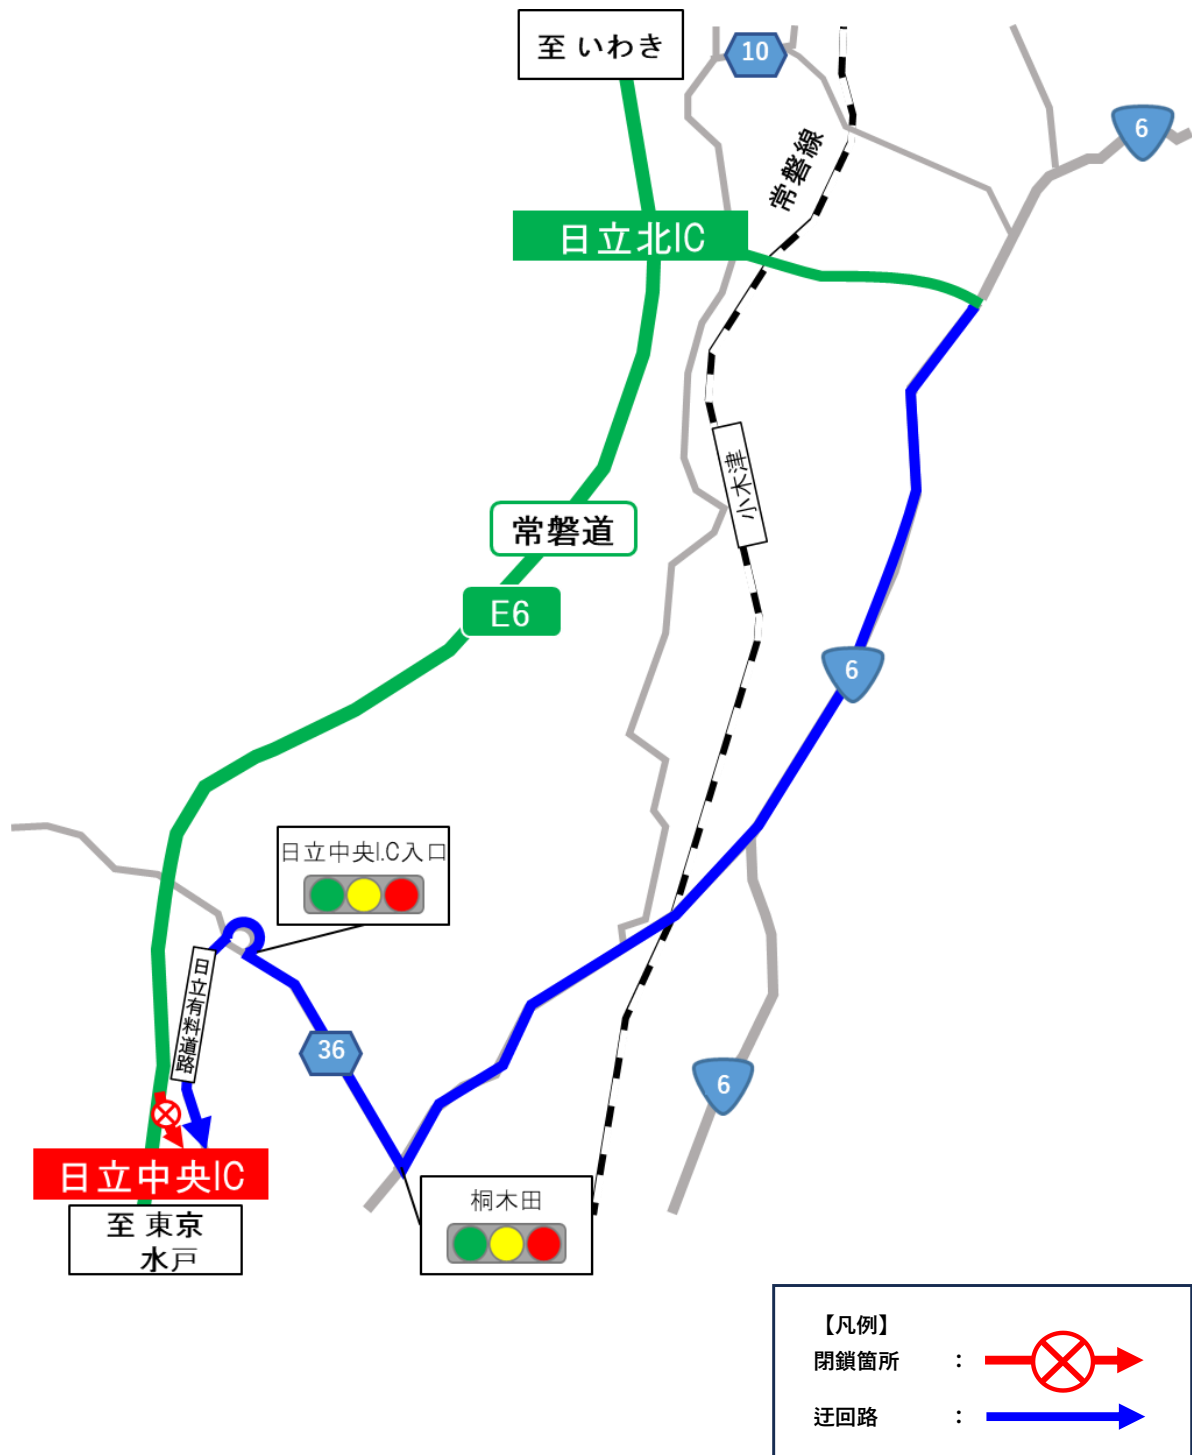 至 いわき
10
6
常磐線
日立北IC
小木津
常磐道
E6
6
日立中央I.C入口
日立有料道路
36
6
日立中央IC
至 東京
水戸
桐木田
【凡例】
閉鎖箇所 :
迂回路 :